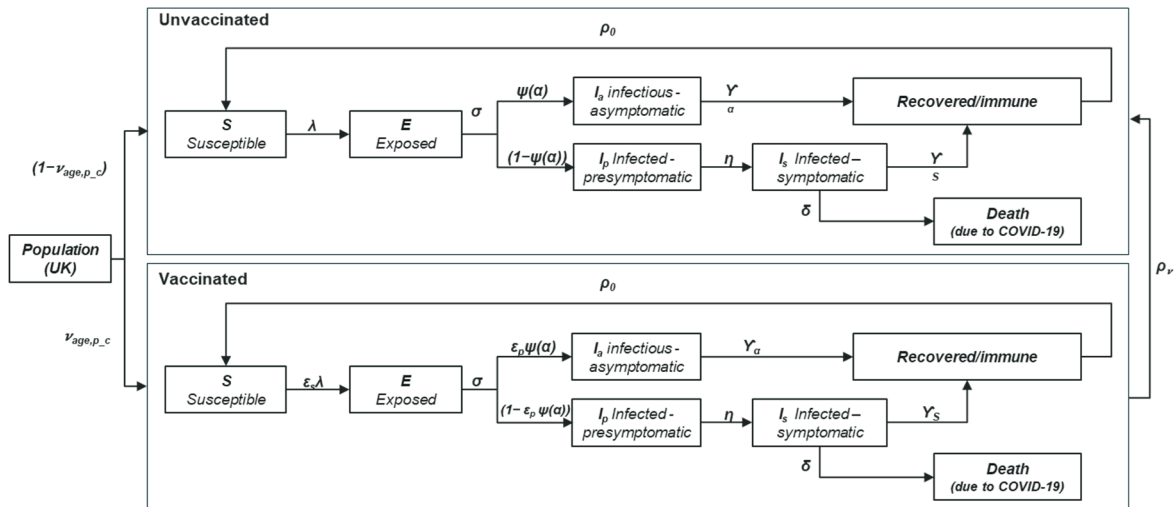 Unvaccinated
ρ₀
S
Susceptible
λ
E
Exposed
σ
ψ(α)
(1−ψ(α))
Iₐ infectious-
asymptomatic
ϒ
α
Recovered/immune
Iₚ Infected-
presymptomatic
η
Iₛ Infected–
symptomatic
ϒ
S
δ
Death
(due to COVID-19)
(1−νage,p_c)
Population
(UK)
νage,p_c
ρν
Vaccinated
ρ₀
S
Susceptible
εₛλ
E
Exposed
σ
εₚψ(α)
(1− εₚ ψ(α))
Iₐ infectious-
asymptomatic
ϒα
Recovered/immune
Iₚ Infected-
presymptomatic
η
Iₛ Infected–
symptomatic
ϒS
δ
Death
(due to COVID-19)